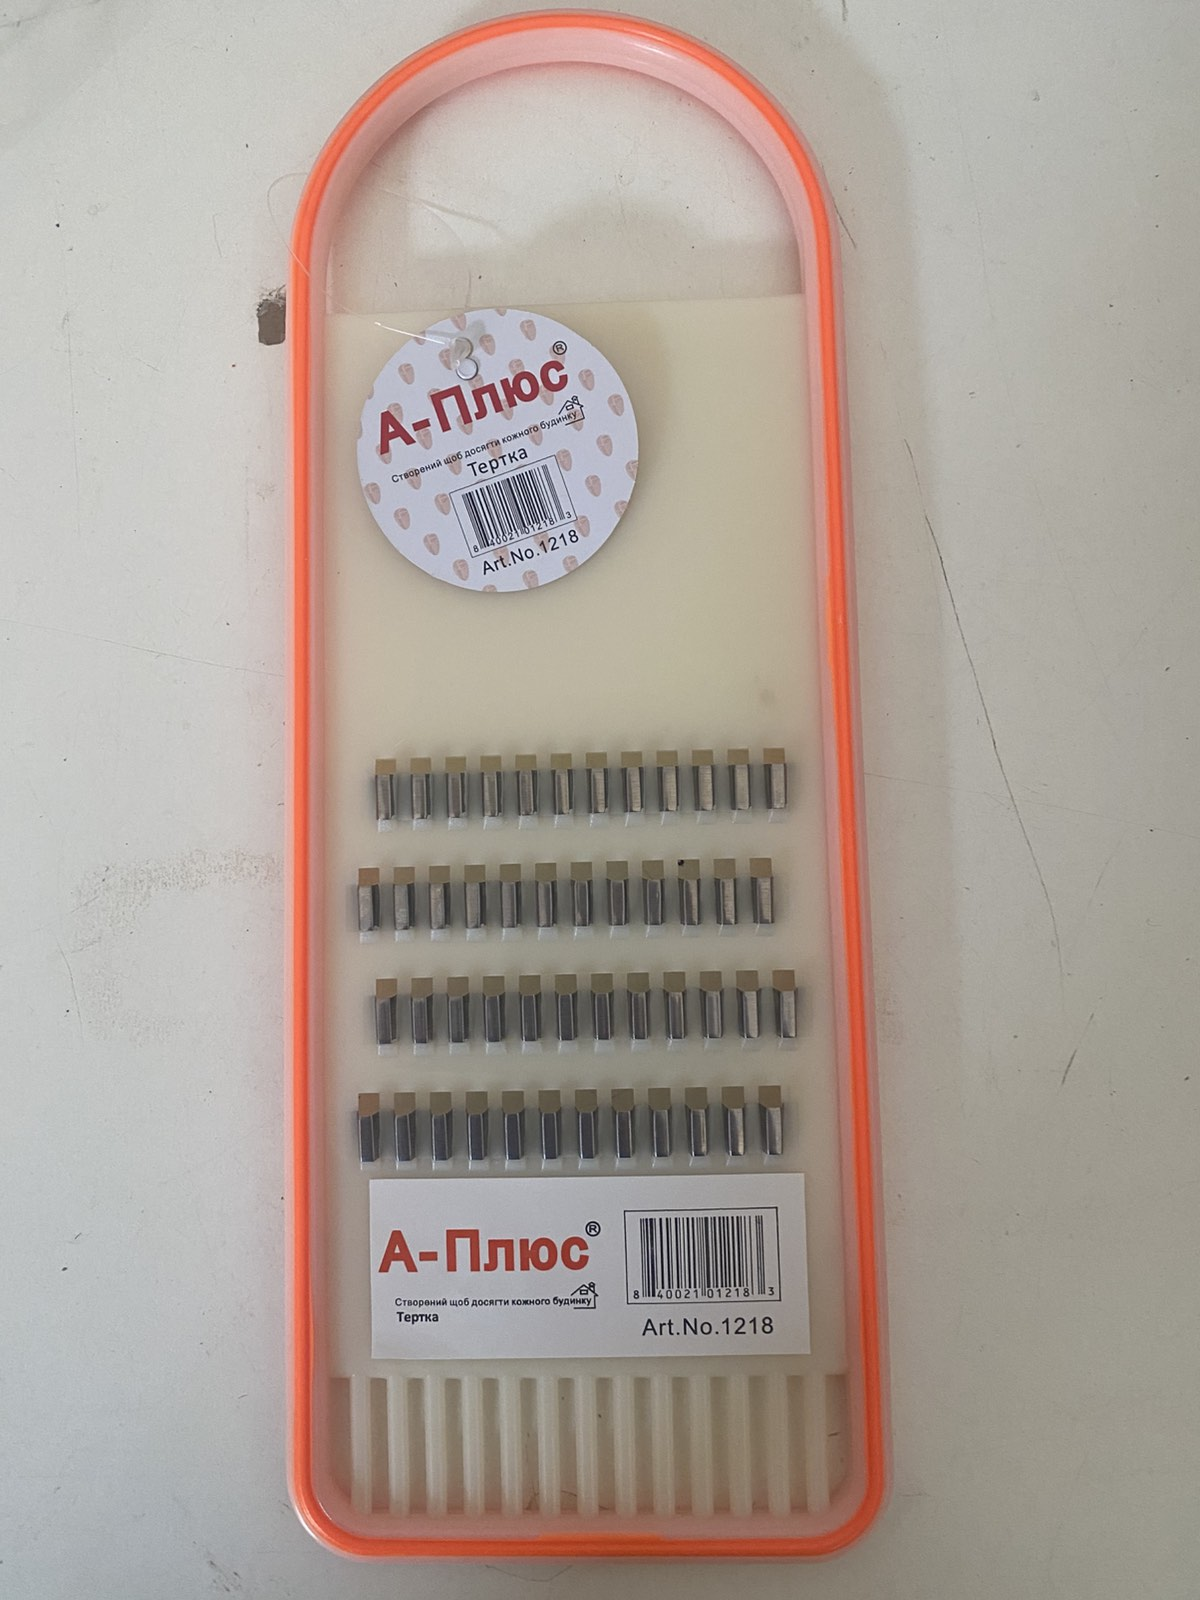 А-Плюс®
Створений щоб досягти кожного будинку
Тертка
8 40021 01218 3
Art.No.1218
А-Плюс®
Створений щоб досягти кожного будинку
Тертка
8 40021 01218 3
Art.No.1218